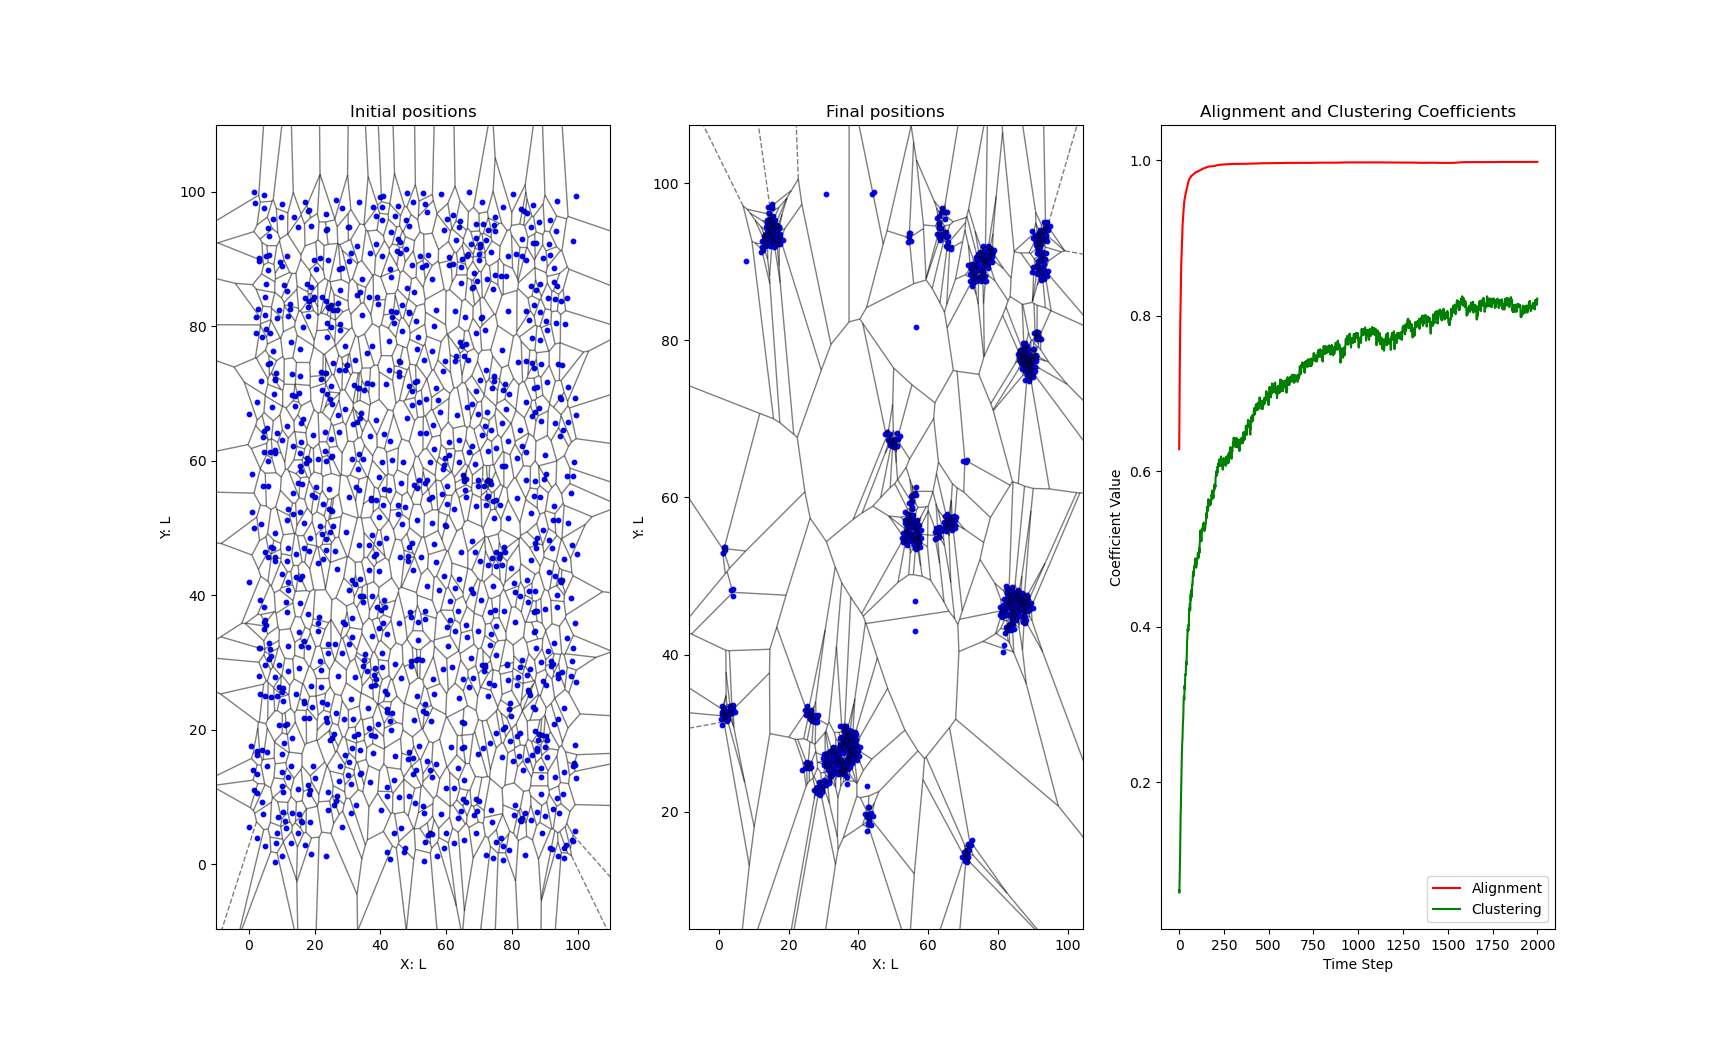 Initial positions
Y: L
100
80
60
40
20
0
0 20 40 60 80 100
X: L
Final positions
Y: L
100
80
60
40
20
0 20 40 60 80 100
X: L
Alignment and Clustering Coefficients
Coefficient Value
1.0
0.8
0.6
0.4
0.2
Alignment
Clustering
0 250 500 750 1000 1250 1500 1750 2000
Time Step